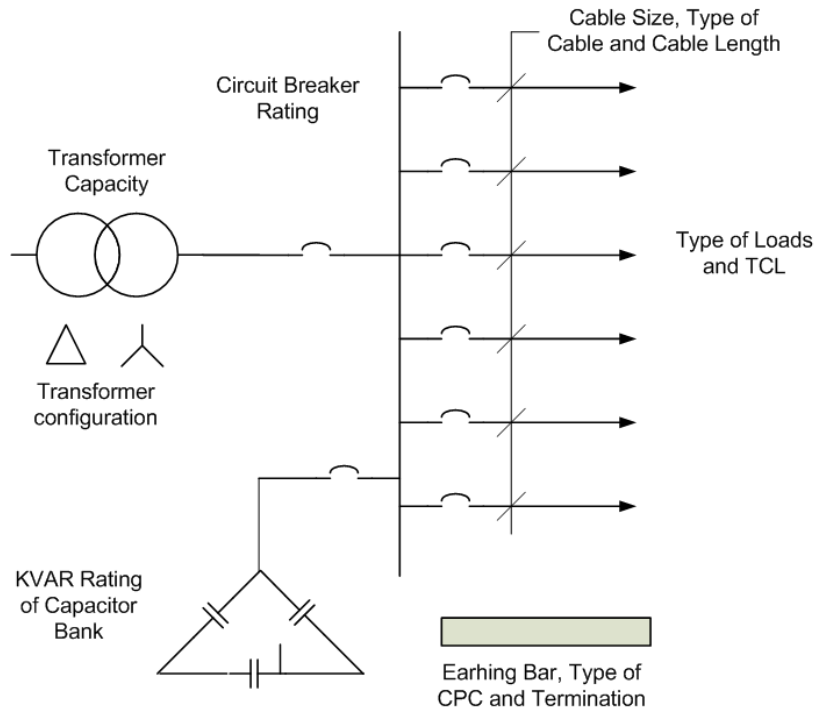 Cable Size, Type of
Cable and Cable Length
Circuit Breaker
Rating
Transformer
Capacity
Type of Loads
and TCL
Transformer
configuration
KVAR Rating
of Capacitor
Bank
Earhing Bar, Type of
CPC and Termination